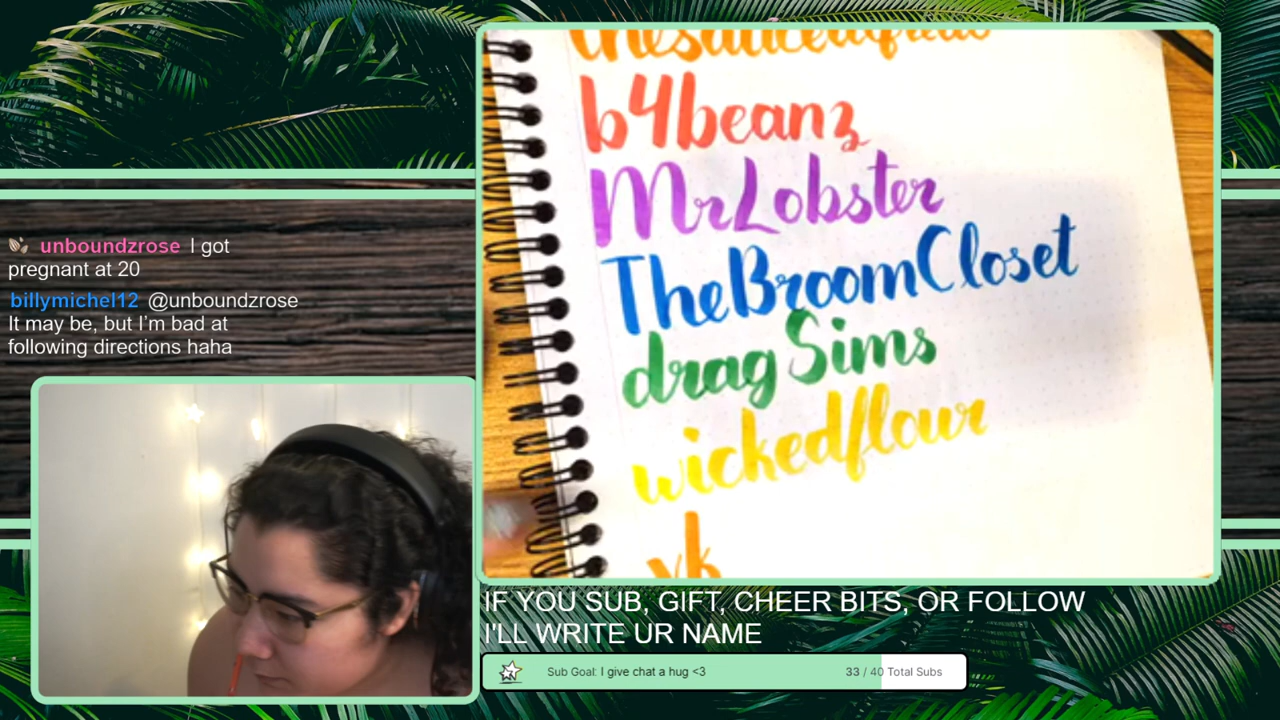 b4beanz
MrLobster
TheBroomCloset
dragSims
wickedflour
unboundzrose I got
pregnant at 20
billymichel12 @unboundzrose
It may be, but I'm bad at
following directions haha
IF YOU SUB, GIFT, CHEER BITS, OR FOLLOW
I'LL WRITE UR NAME
Sub Goal: I give chat a hug <3 33 / 40 Total Subs